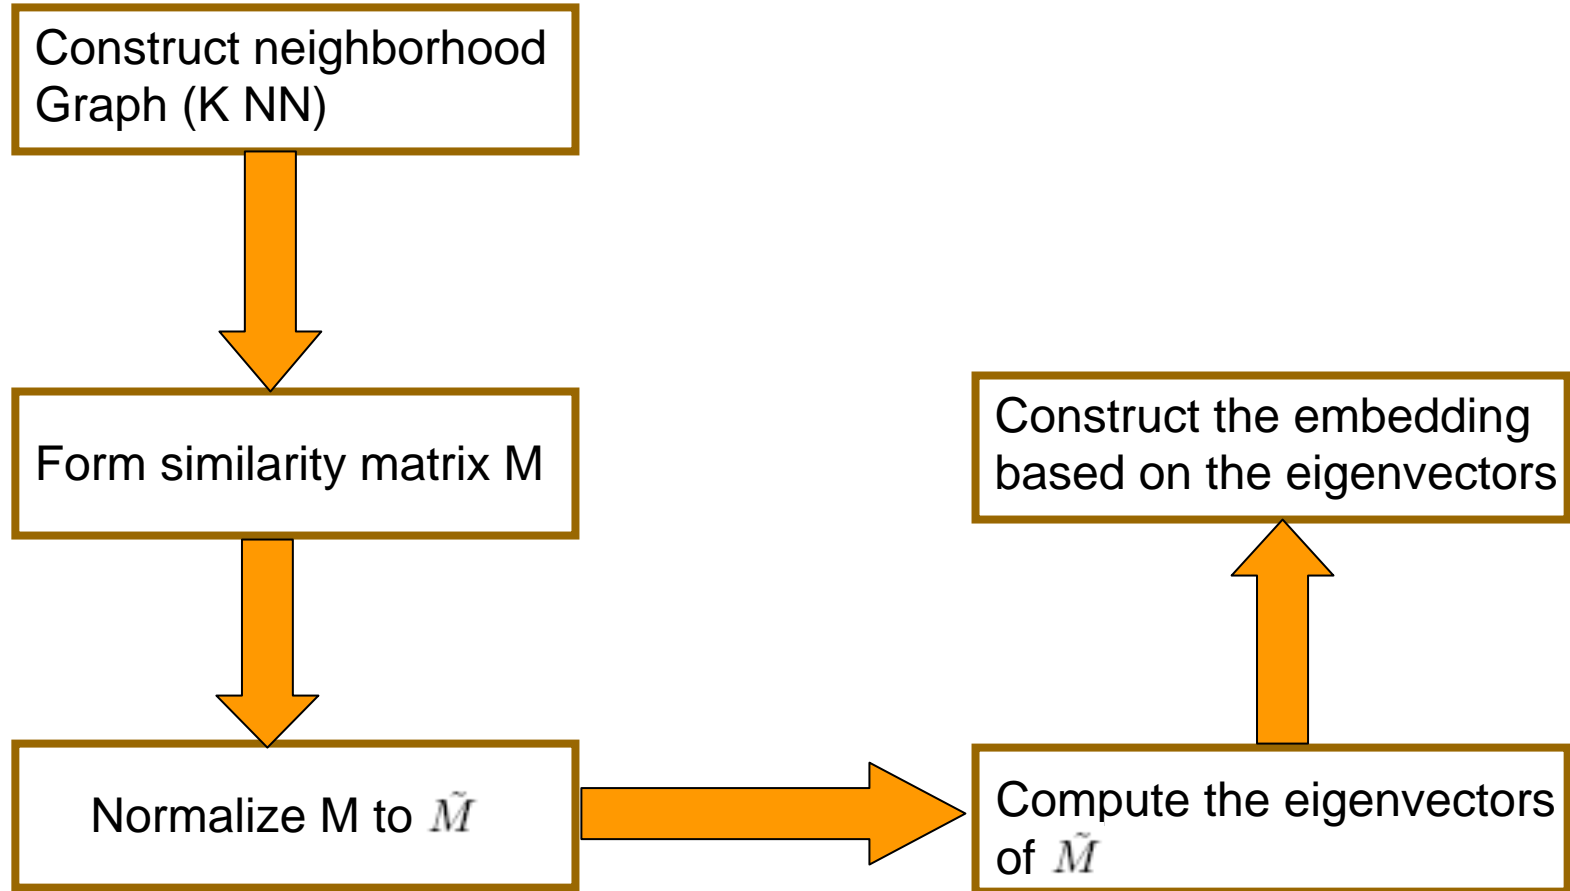 Construct neighborhood
Graph (K NN)
Form similarity matrix M
Normalize M to M̃
Compute the eigenvectors
of M̃
Construct the embedding
based on the eigenvectors